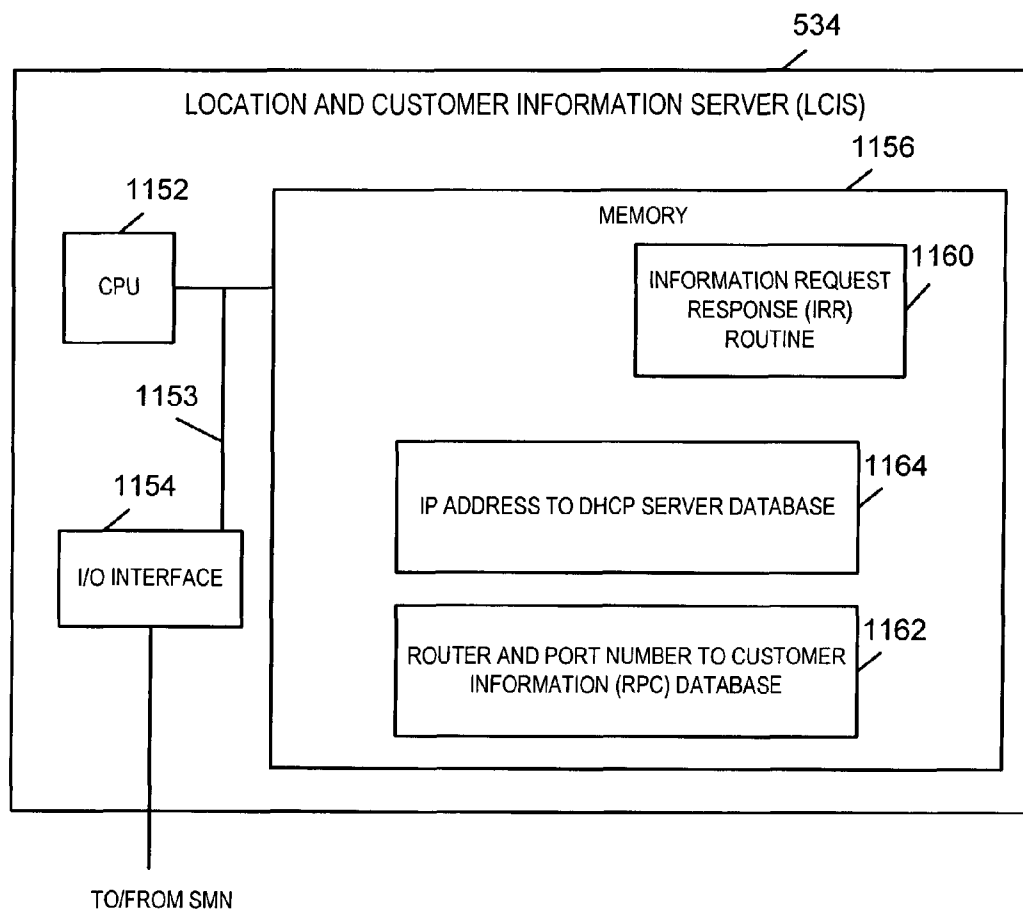 534
LOCATION AND CUSTOMER INFORMATION SERVER (LCIS)
1152
CPU
1156
MEMORY
1160
INFORMATION REQUEST
RESPONSE (IRR)
ROUTINE
1153
1154
I/O INTERFACE
1164
IP ADDRESS TO DHCP SERVER DATABASE
1162
ROUTER AND PORT NUMBER TO CUSTOMER
INFORMATION (RPC) DATABASE
TO/FROM SMN